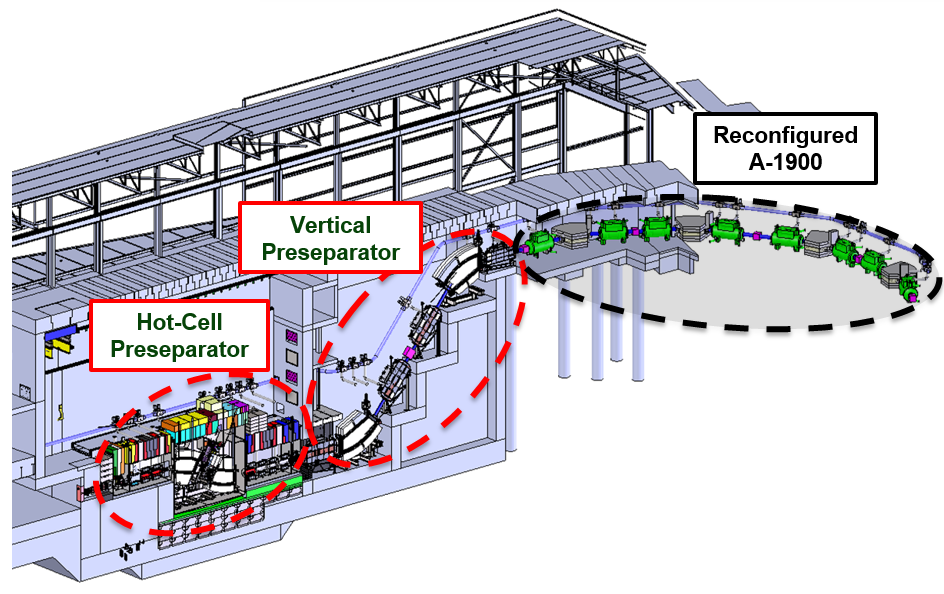 Reconfigured
A-1900
Vertical
Preseparator
Hot-Cell
Preseparator